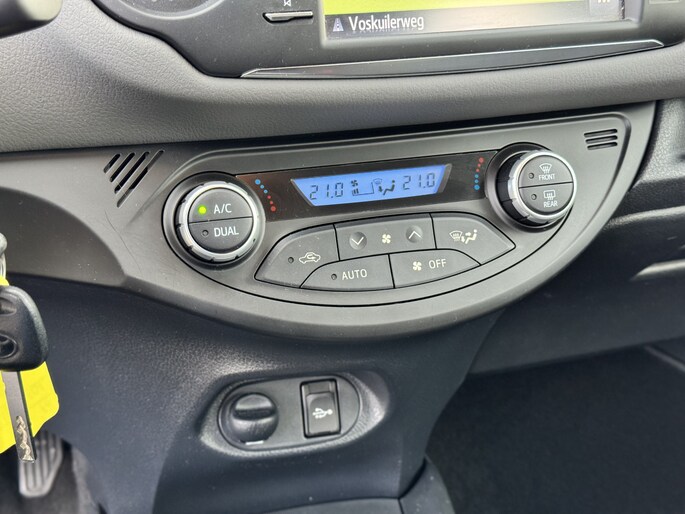 Voskuilerweg
A/C
DUAL
21.0 21.0
FRONT
REAR
AUTO
OFF